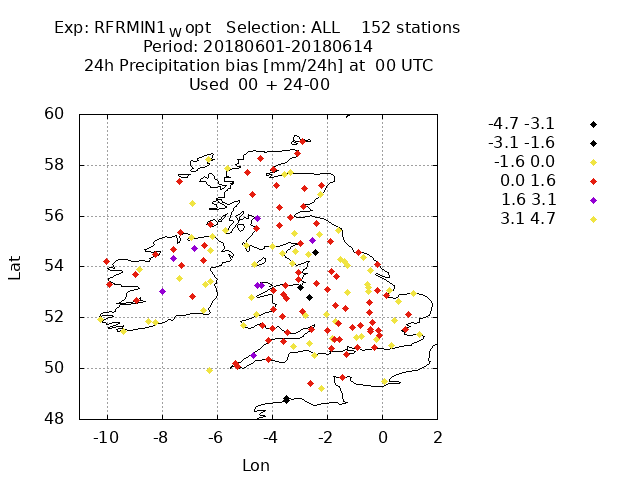 Exp: RFRMIN1_W opt Selection: ALL 152 stations
Period: 20180601-20180614
24h Precipitation bias [mm/24h] at 00 UTC
Used 00 + 24-00
60
58
56
54
52
50
48
-10 -8 -6 -4 -2 0 2
Lat
Lon
-4.7 -3.1
-3.1 -1.6
-1.6 0.0
0.0 1.6
1.6 3.1
3.1 4.7